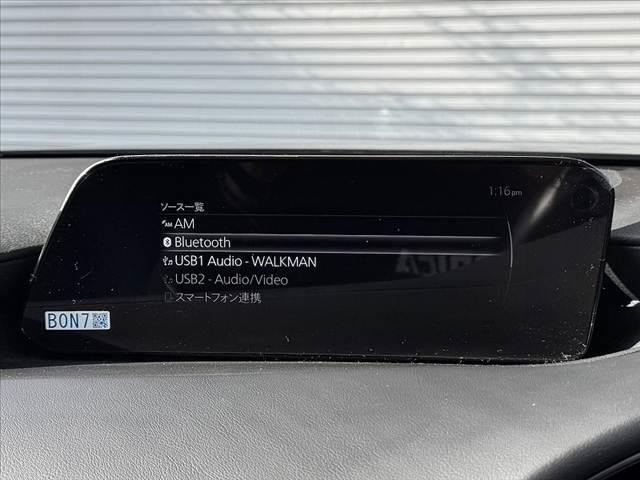 1:16pm
ソース一覧
AM
Bluetooth
USB1 Audio - WALKMAN
USB2 - Audio/Video
スマートフォン連携
BON7